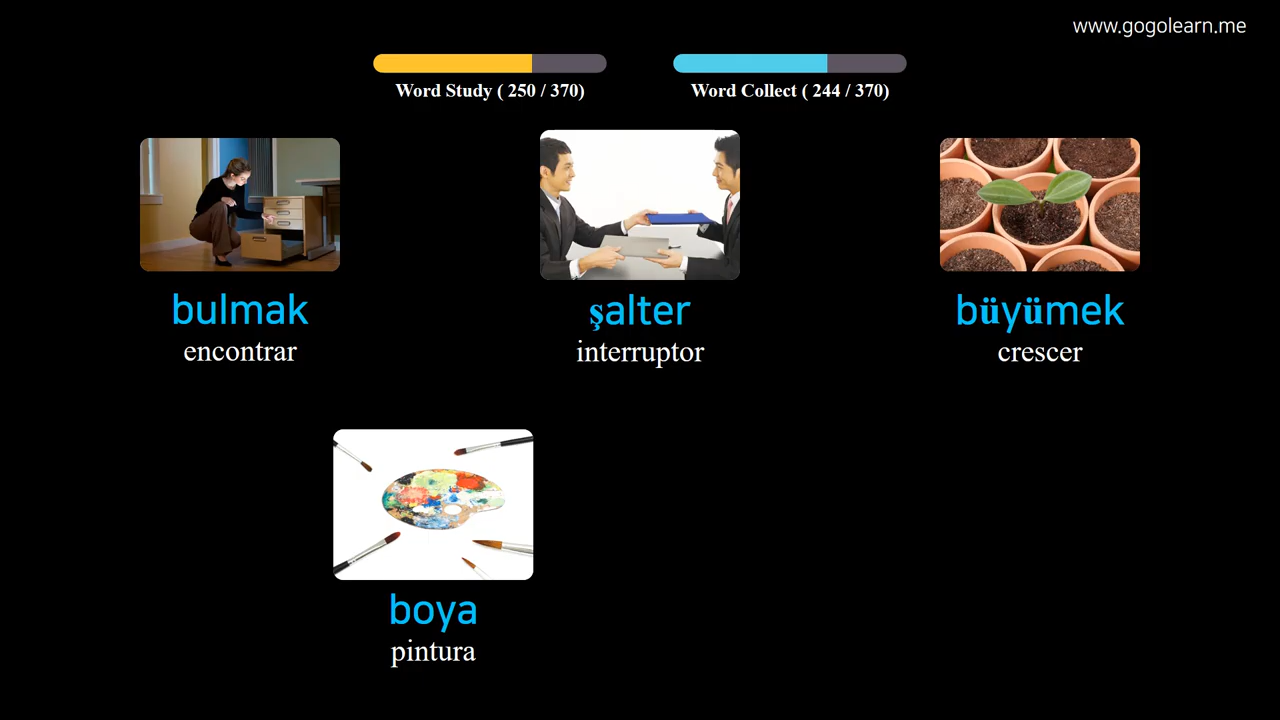 www.gogolearn.me
Word Study ( 250 / 370)
Word Collect ( 244 / 370)
bulmak
encontrar
şalter
interruptor
büyümek
crescer
boya
pintura